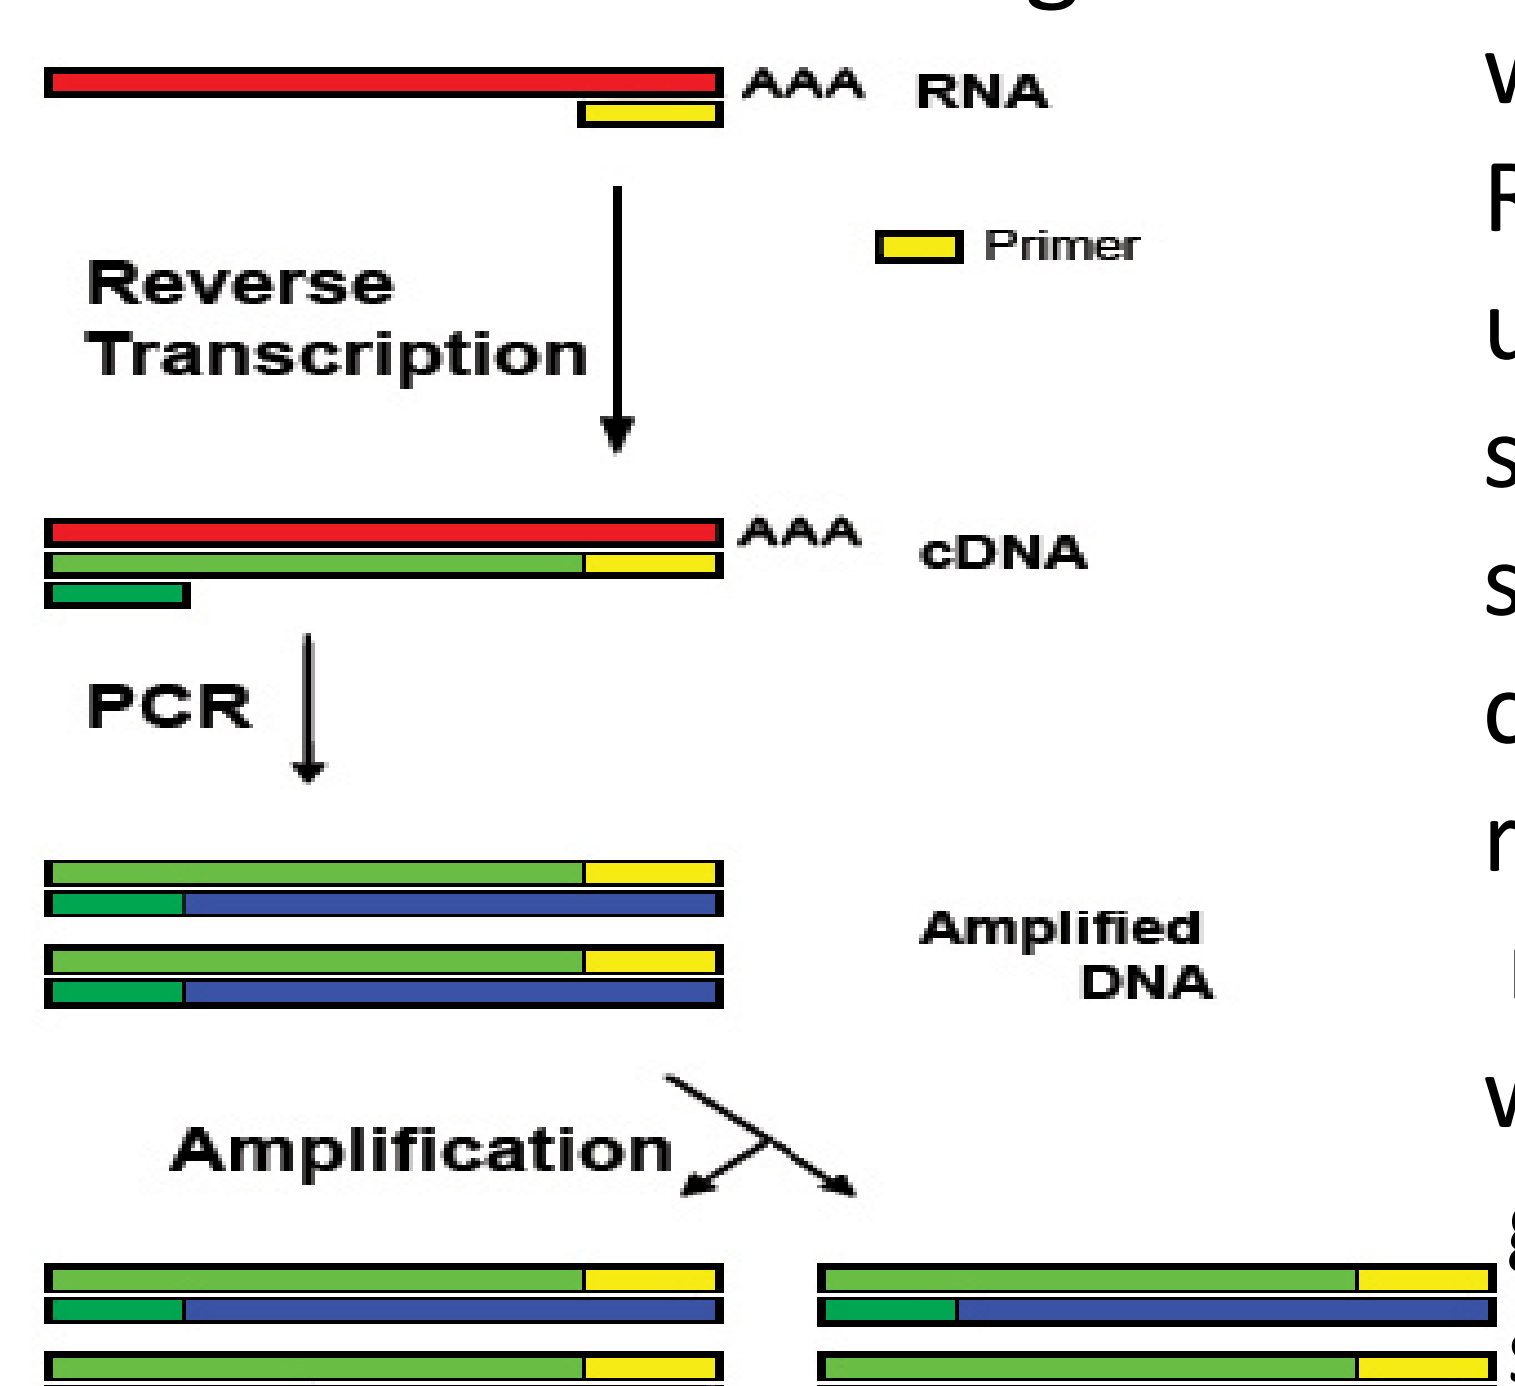 AAA RNA
Primer
Reverse
Transcription
AAA cDNA
PCR
Amplified
DNA
Amplification